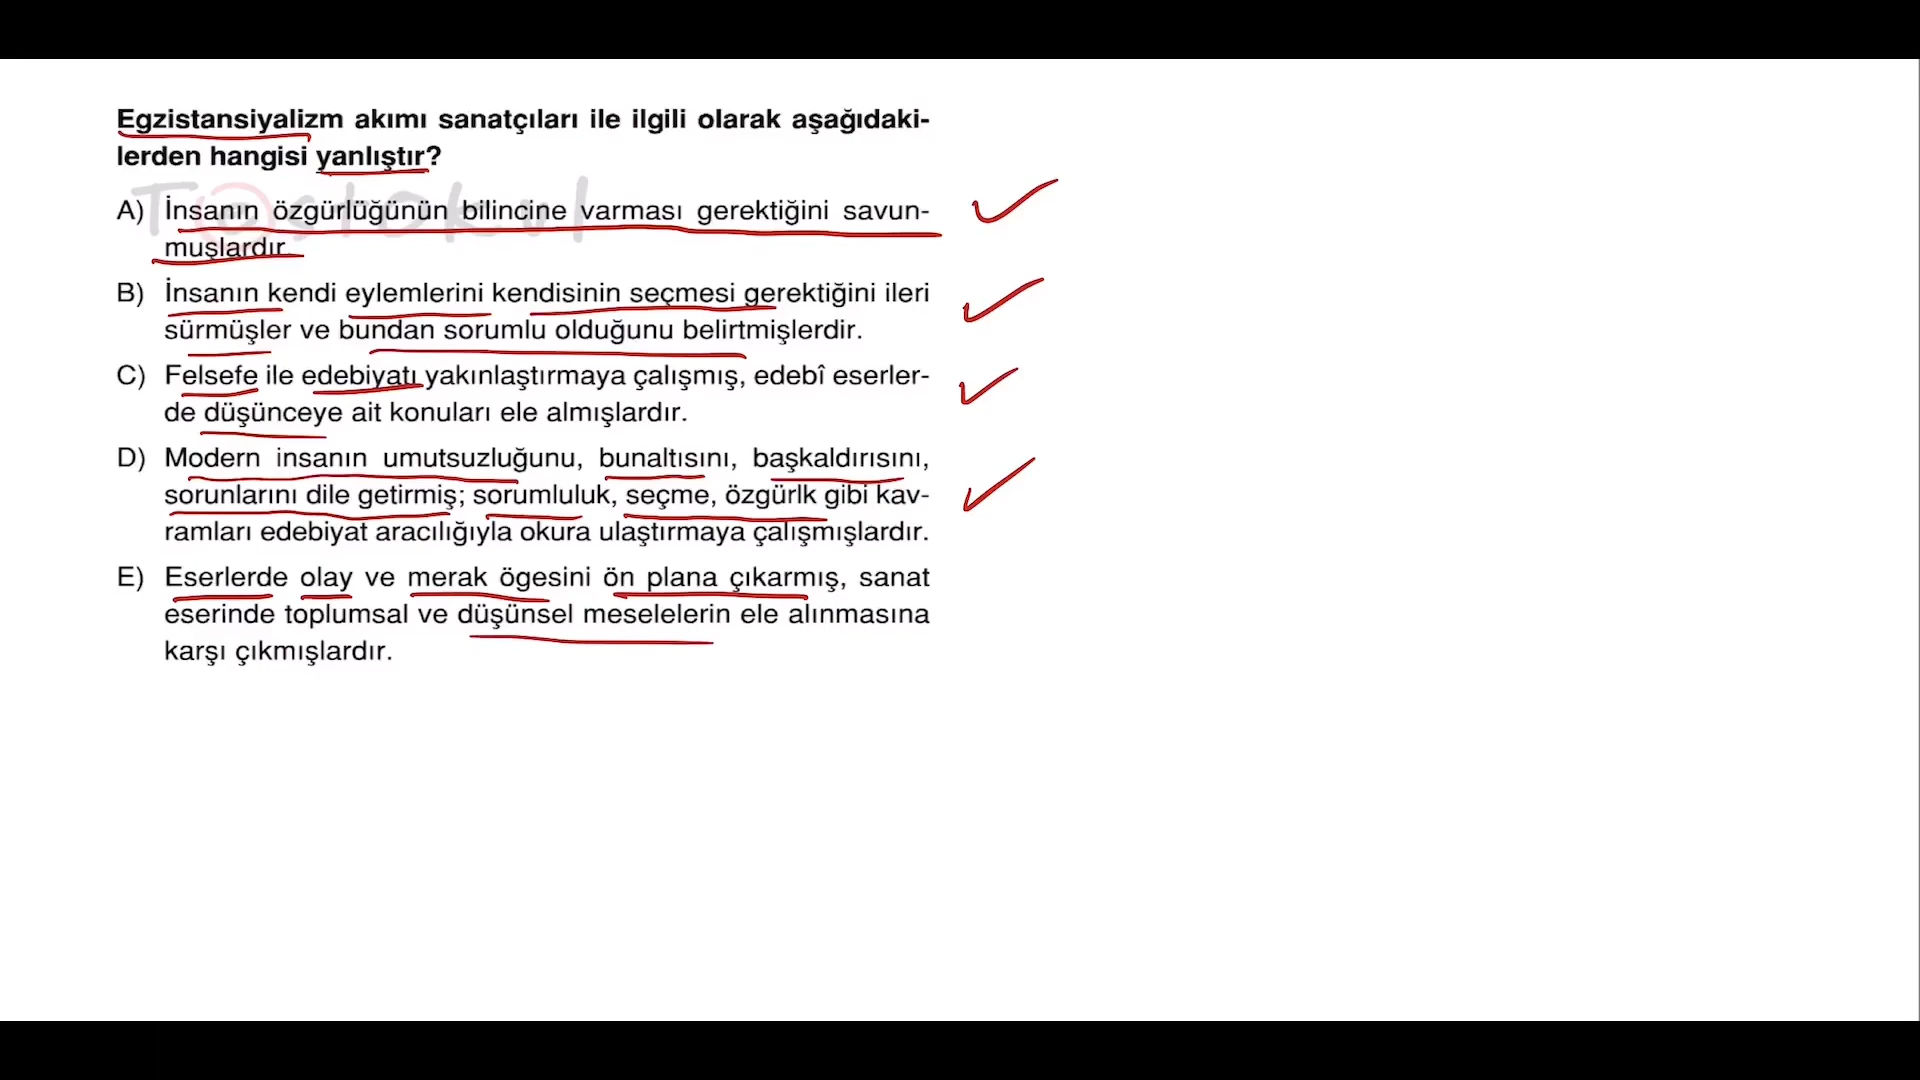 Egzistansiyalizm akımı sanatçıları ile ilgili olarak aşağıdaki-
lerden hangisi yanlıştır?
Testokul
A) İnsanın özgürlüğünün bilincine varması gerektiğini savun-
muşlardır.
B) İnsanın kendi eylemlerini kendisinin seçmesi gerektiğini ileri
sürmüşler ve bundan sorumlu olduğunu belirtmişlerdir.
C) Felsefe ile edebiyatı yakınlaştırmaya çalışmış, edebî eserler-
de düşünceye ait konuları ele almışlardır.
D) Modern insanın umutsuzluğunu, bunaltısını, başkaldırısını,
sorunlarını dile getirmiş; sorumluluk, seçme, özgürlk gibi kav-
ramları edebiyat aracılığıyla okura ulaştırmaya çalışmışlardır.
E) Eserlerde olay ve merak ögesini ön plana çıkarmış, sanat
eserinde toplumsal ve düşünsel meselelerin ele alınmasına
karşı çıkmışlardır.